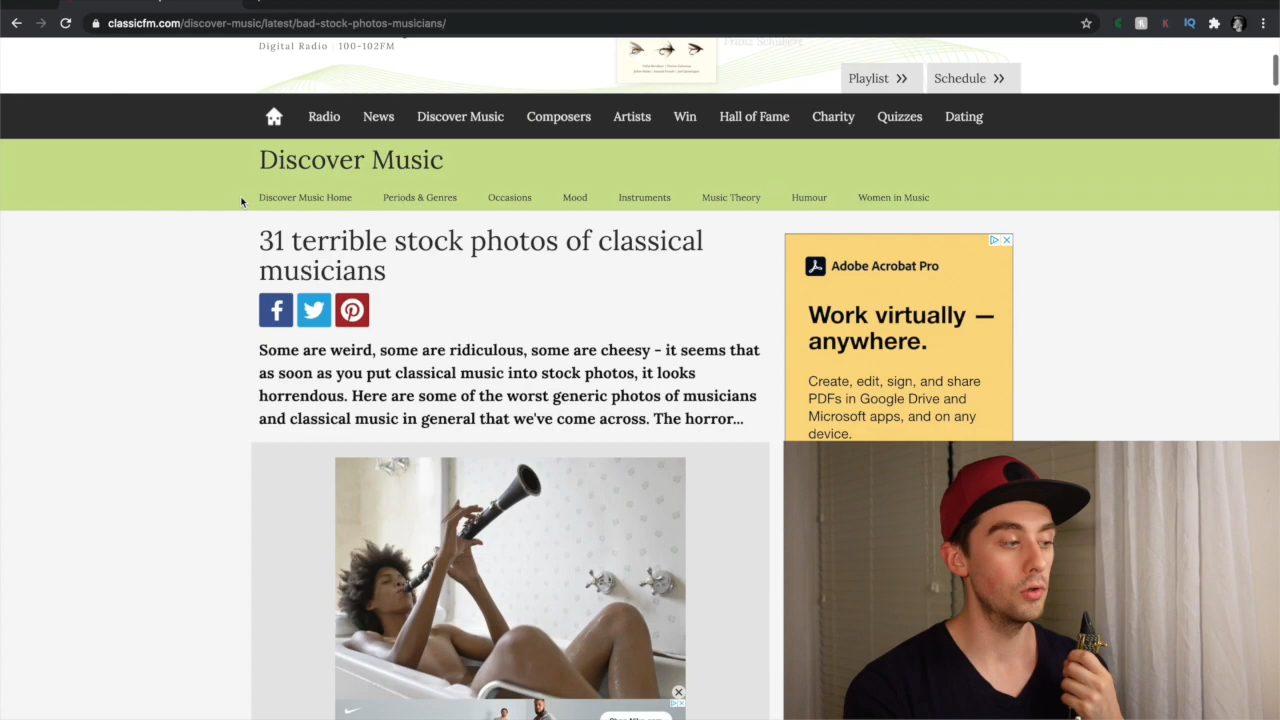 classicfm.com/discover-music/latest/bad-stock-photos-musicians/
Digital Radio | 100-102FM
Franz Schubert
Playlist
Schedule
Radio
News
Discover Music
Composers
Artists
Win
Hall of Fame
Charity
Quizzes
Dating
Discover Music
Discover Music Home
Periods & Genres
Occasions
Mood
Instruments
Music Theory
Humour
Women in Music
31 terrible stock photos of classical
musicians
Some are weird, some are ridiculous, some are cheesy - it seems that
as soon as you put classical music into stock photos, it looks
horrendous. Here are some of the worst generic photos of musicians
and classical music in general that we've come across. The horror...
Adobe Acrobat Pro
Work virtually —
anywhere.
Create, edit, sign, and share
PDFs in Google Drive and
Microsoft apps, and on any
device.